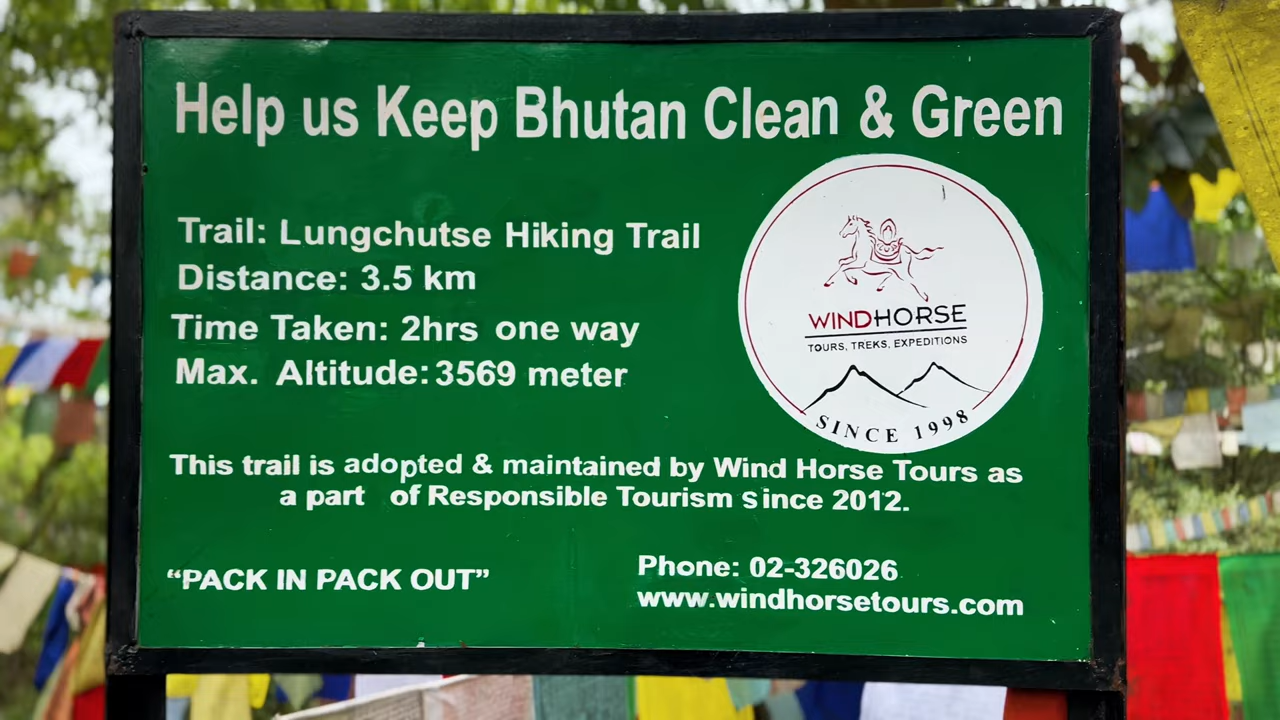 Help us Keep Bhutan Clean & Green
Trail: Lungchutse Hiking Trail
Distance: 3.5 km
Time Taken: 2hrs one way
Max. Altitude: 3569 meter
WINDHORSE
TOURS, TREKS, EXPEDITIONS
SINCE 1998
This trail is adopted & maintained by Wind Horse Tours as
a part of Responsible Tourism Since 2012.
“PACK IN PACK OUT”
Phone: 02-326026
www.windhorsetours.com